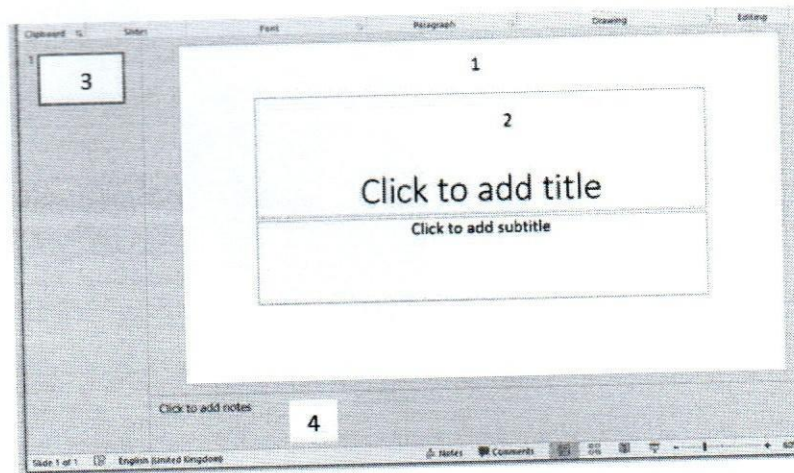 Clipboard Slides Font Paragraph Drawing Editing
1
3
1
2
Click to add title
Click to add subtitle
Click to add notes
4
Slide 1 of 1 English (United Kingdom) Notes Comments - +